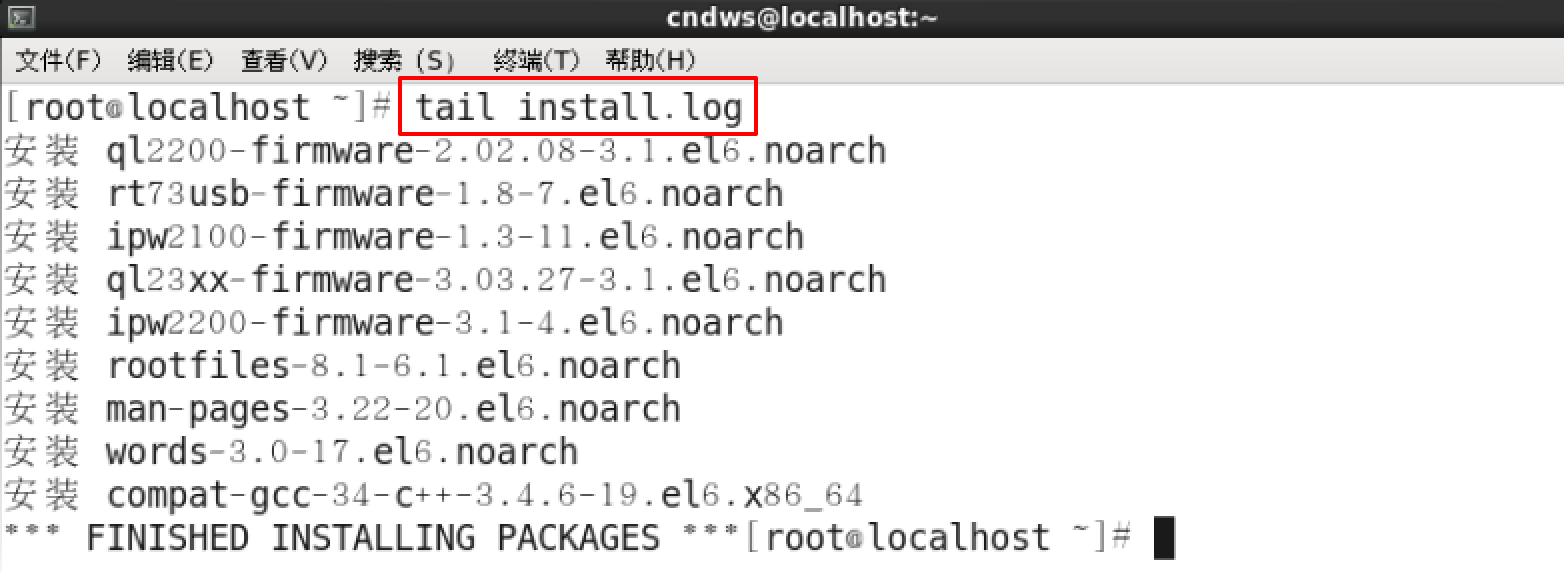 cndws@localhost:~
文件(F) 编辑(E) 查看(V) 搜索 (S) 终端(T) 帮助(H)
[root@localhost ~]# tail install.log
安装 ql2200-firmware-2.02.08-3.1.el6.noarch
安装 rt73usb-firmware-1.8-7.el6.noarch
安装 ipw2100-firmware-1.3-11.el6.noarch
安装 ql23xx-firmware-3.03.27-3.1.el6.noarch
安装 ipw2200-firmware-3.1-4.el6.noarch
安装 rootfiles-8.1-6.1.el6.noarch
安装 man-pages-3.22-20.el6.noarch
安装 words-3.0-17.el6.noarch
安装 compat-gcc-34-c++-3.4.6-19.el6.x86_64
*** FINISHED INSTALLING PACKAGES ***[root@localhost ~]#